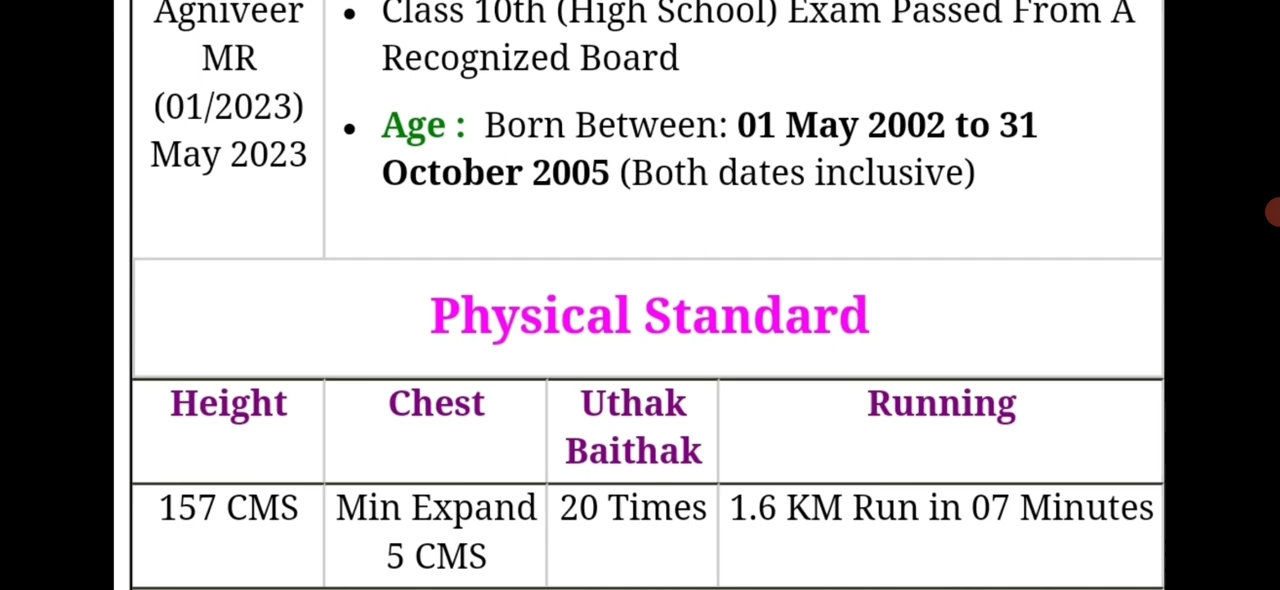 Agniveer
MR
(01/2023)
May 2023
• Class 10th (High School) Exam Passed From A
Recognized Board
• Age : Born Between: 01 May 2002 to 31
October 2005 (Both dates inclusive)
Physical Standard
Height
Chest
Uthak
Baithak
Running
157 CMS
Min Expand
5 CMS
20 Times
1.6 KM Run in 07 Minutes